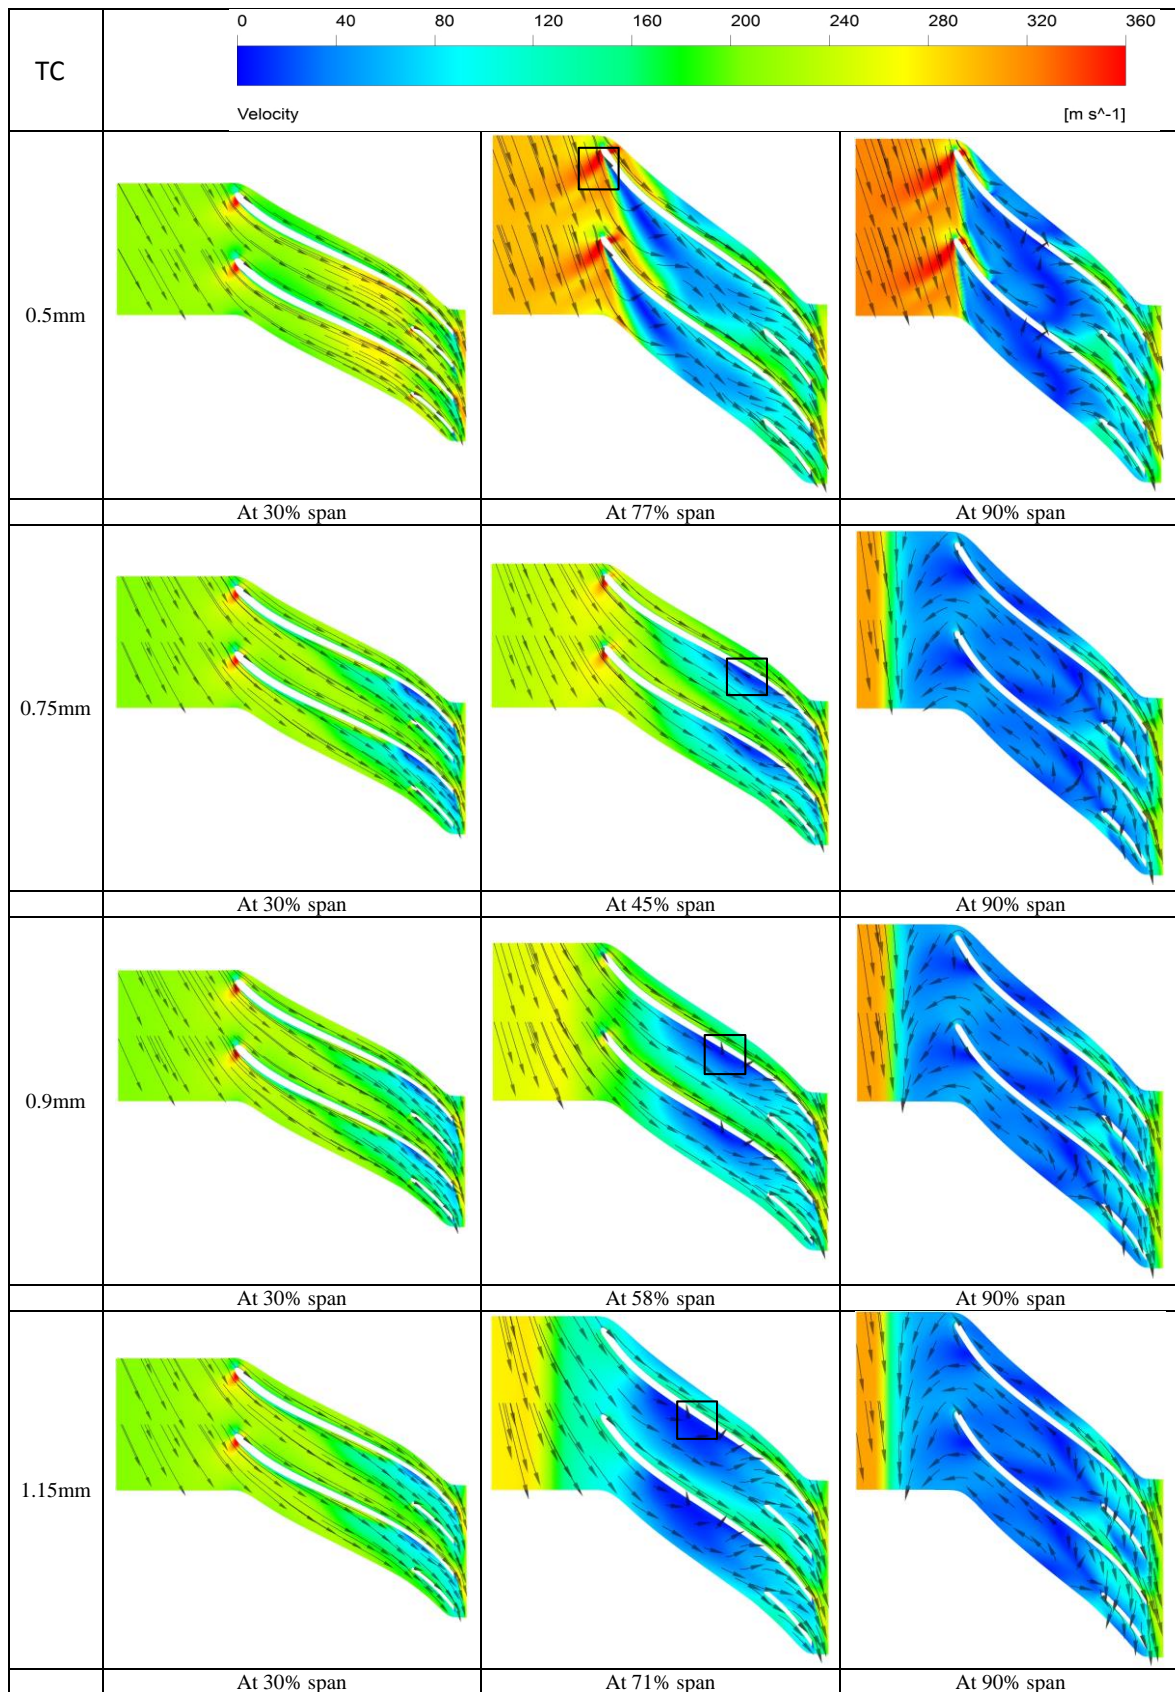 0 40 80 120 160 200 240 280 320 360
TC
Velocity [m s^-1]
0.5mm
At 30% span At 77% span At 90% span
0.75mm
At 30% span At 45% span At 90% span
0.9mm
At 30% span At 58% span At 90% span
1.15mm
At 30% span At 71% span At 90% span